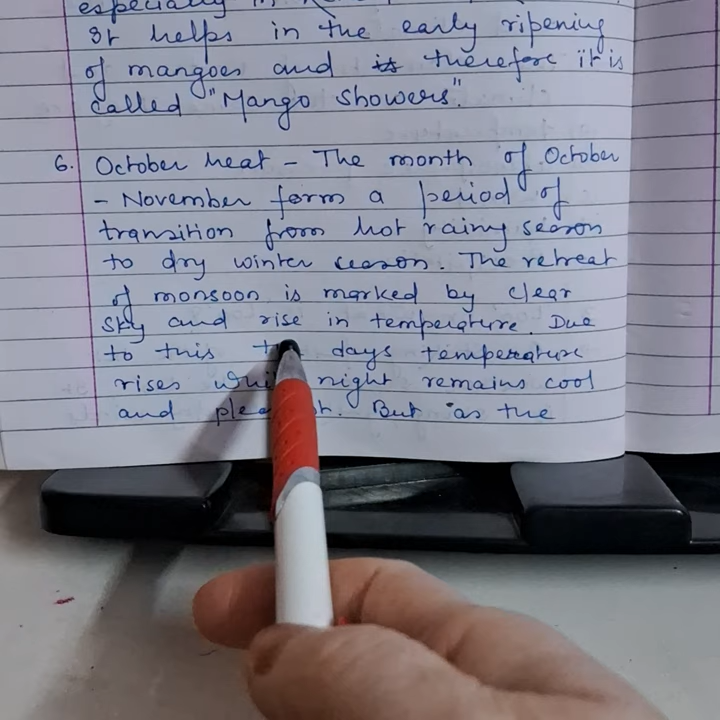 especially in
It helps in the early ripening
of mangoes and is therefore it is
called "Mango showers".
6. October heat - The month of October
- November form a period of
transition from hot rainy season
to dry winter season. The retreat
of monsoon is marked by clear
sky and rise in temperature. Due
to this days temperature
rises night remains cool
and But as the